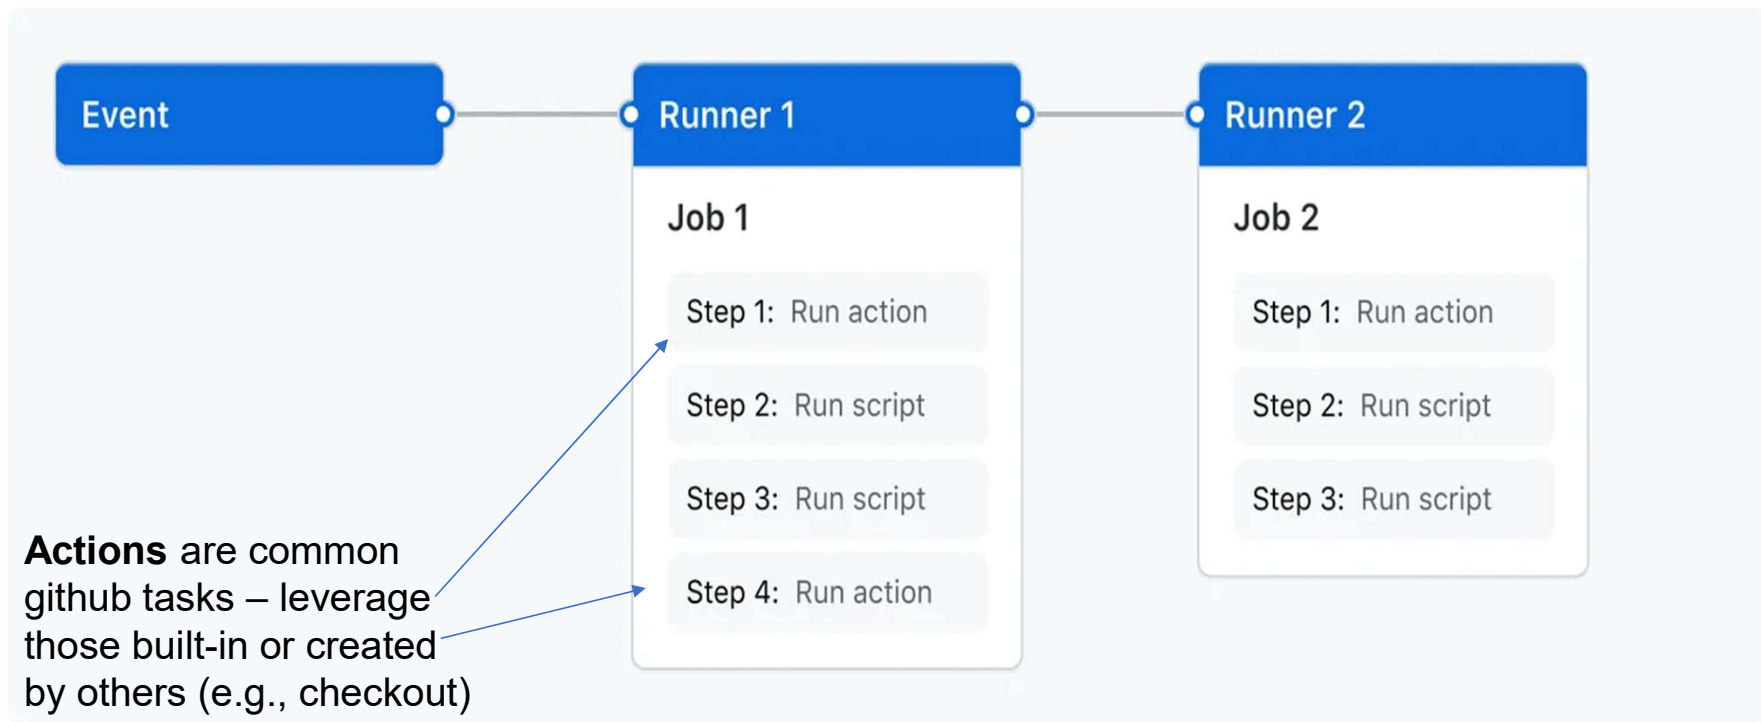 Event
Runner 1
Job 1
Step 1: Run action
Step 2: Run script
Step 3: Run script
Step 4: Run action
Runner 2
Job 2
Step 1: Run action
Step 2: Run script
Step 3: Run script
Actions are common
github tasks – leverage
those built-in or created
by others (e.g., checkout)